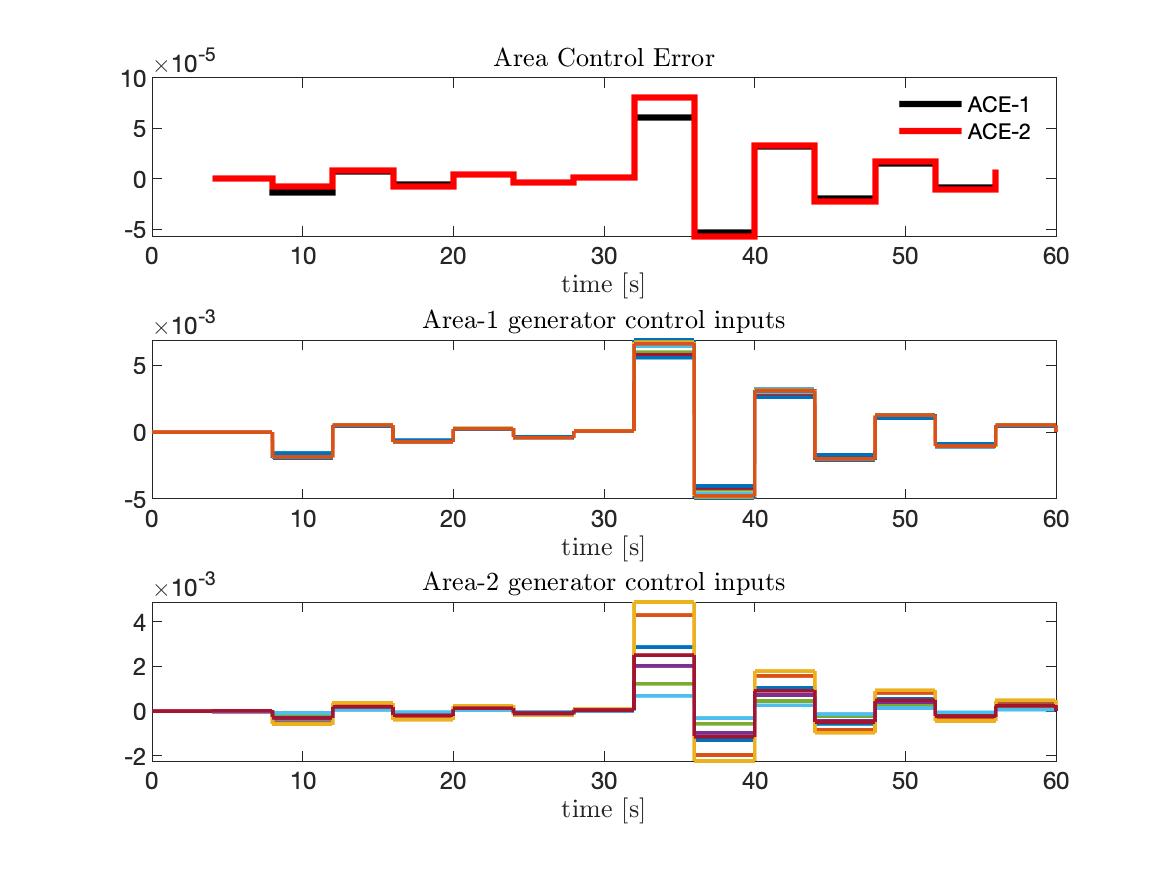 ×10-5
Area Control Error
10
5
0
-5
ACE-1
ACE-2
0 10 20 30 40 50 60
time [s]
×10-3
Area-1 generator control inputs
5
0
-5
0 10 20 30 40 50 60
time [s]
×10-3
Area-2 generator control inputs
4
2
0
-2
0 10 20 30 40 50 60
time [s]